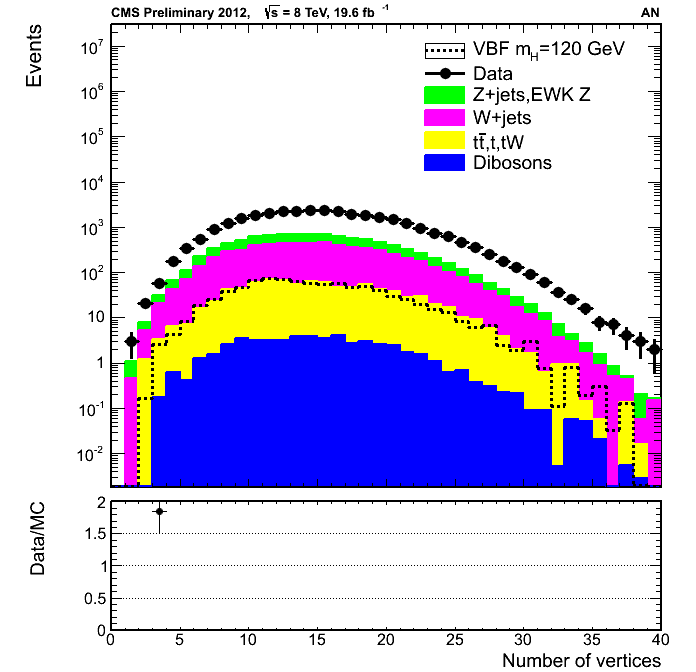 CMS Preliminary 2012, √s = 8 TeV, 19.6 fb⁻¹ AN
Events
10⁷
10⁶
10⁵
10⁴
10³
10²
10
1
10⁻¹
10⁻²
VBF m_H=120 GeV
Data
Z+jets,EWK Z
W+jets
tt̄,t,tW
Dibosons
Data/MC
2
1.5
1
0.5
0
0 5 10 15 20 25 30 35 40
Number of vertices